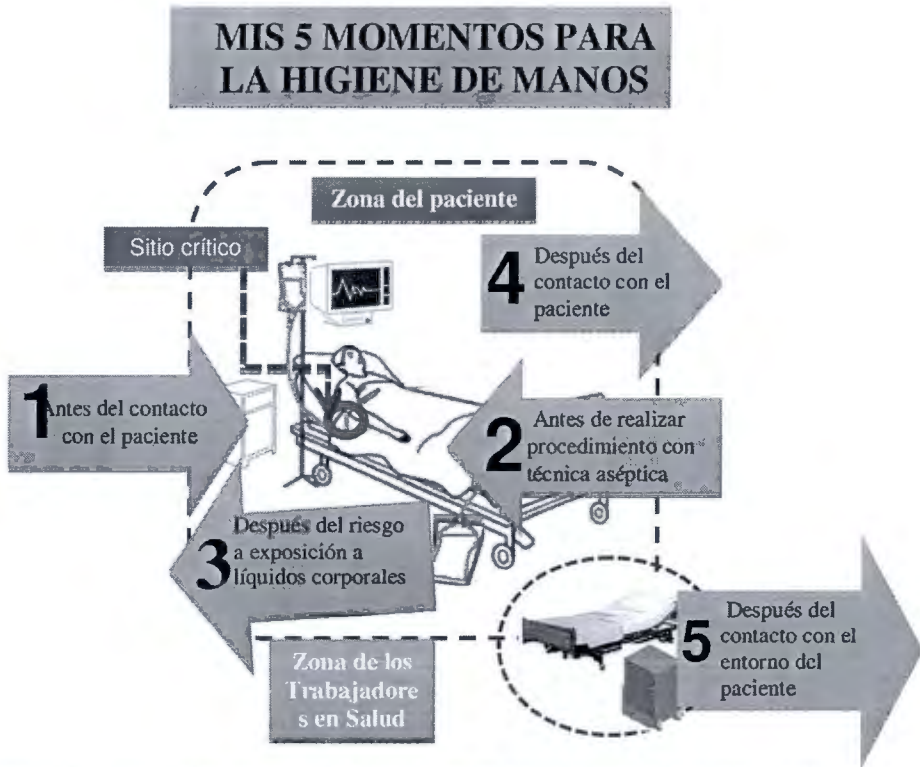 MIS 5 MOMENTOS PARA
LA HIGIENE DE MANOS
Zona del paciente
Sitio crítico
4 Después del
contacto con el
paciente
1 Antes del contacto
con el paciente
2 Antes de realizar
procedimiento con
técnica aséptica
3 Después del riesgo
a exposición a
líquidos corporales
5 Después del
contacto con el
entorno del
paciente
Zona de los
Trabajadore
s en Salud